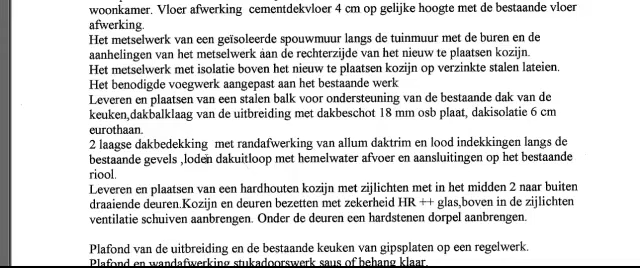 woonkamer. Vloer afwerking cementdekvloer 4 cm op gelijke hoogte met de bestaande vloer
afwerking.
Het metselwerk van een geïsoleerde spouwmuur langs de tuinmuur met de buren en de
aanhelingen van het metselwerk aan de rechterzijde van het nieuw te plaatsen kozijn.
Het metselwerk met isolatie boven het nieuw te plaatsen kozijn op verzinkte stalen lateien.
Het benodigde voegwerk aangepast aan het bestaande werk
Leveren en plaatsen van een stalen balk voor ondersteuning van de bestaande dak van de
keuken,dakbalklaag van de uitbreiding met dakbeschot 18 mm osb plaat, dakisolatie 6 cm
eurothaan.
2 laagse dakbedekking met randafwerking van allum daktrim en lood indekkingen langs de
bestaande gevels ,loden dakuitloop met hemelwater afvoer en aansluitingen op het bestaande
riool.
Leveren en plaatsen van een hardhouten kozijn met zijlichten met in het midden 2 naar buiten
draaiende deuren.Kozijn en deuren bezetten met zekerheid HR ++ glas,boven in de zijlichten
ventilatie schuiven aanbrengen. Onder de deuren een hardstenen dorpel aanbrengen.
Plafond van de uitbreiding en de bestaande keuken van gipsplaten op een regelwerk.
Plafond en wandafwerking stukadoorswerk saus of behang klaar.